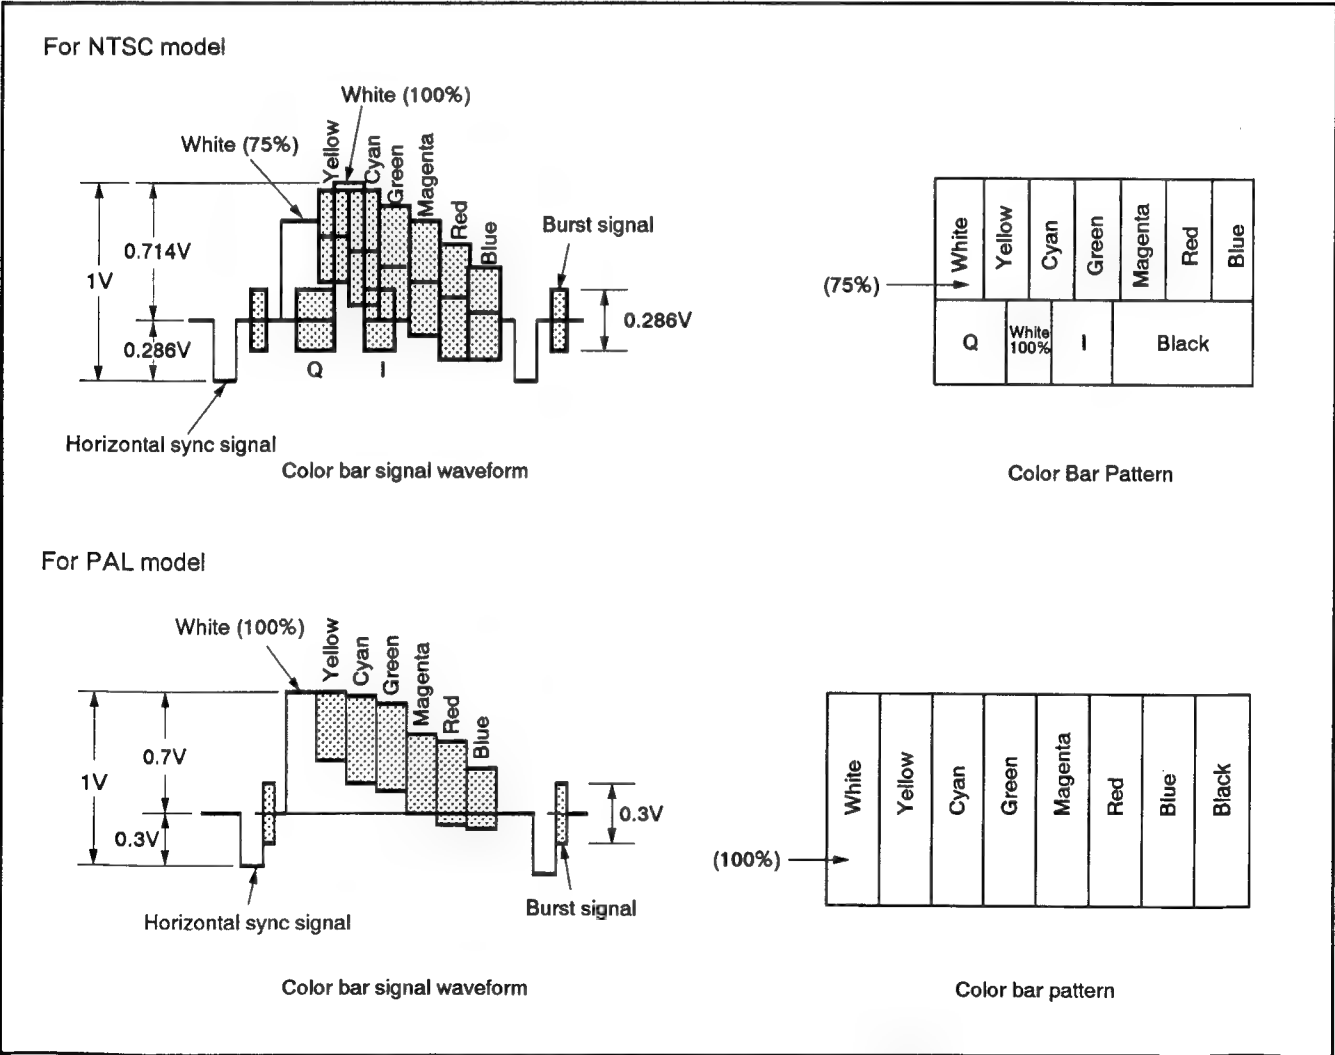 For NTSC model
White (100%)
White (75%)
Yellow
Cyan
Green
Magenta
Red
Blue
Burst signal
0.714V
1V
0.286V
0.286V
Q
I
Horizontal sync signal
Color bar signal waveform
White
Yellow
Cyan
Green
Magenta
Red
Blue
(75%)
Q
White
100%
I
Black
Color Bar Pattern
For PAL model
White (100%)
Yellow
Cyan
Green
Magenta
Red
Blue
0.7V
1V
0.3V
0.3V
Horizontal sync signal
Burst signal
Color bar signal waveform
White
Yellow
Cyan
Green
Magenta
Red
Blue
Black
(100%)
Color bar pattern